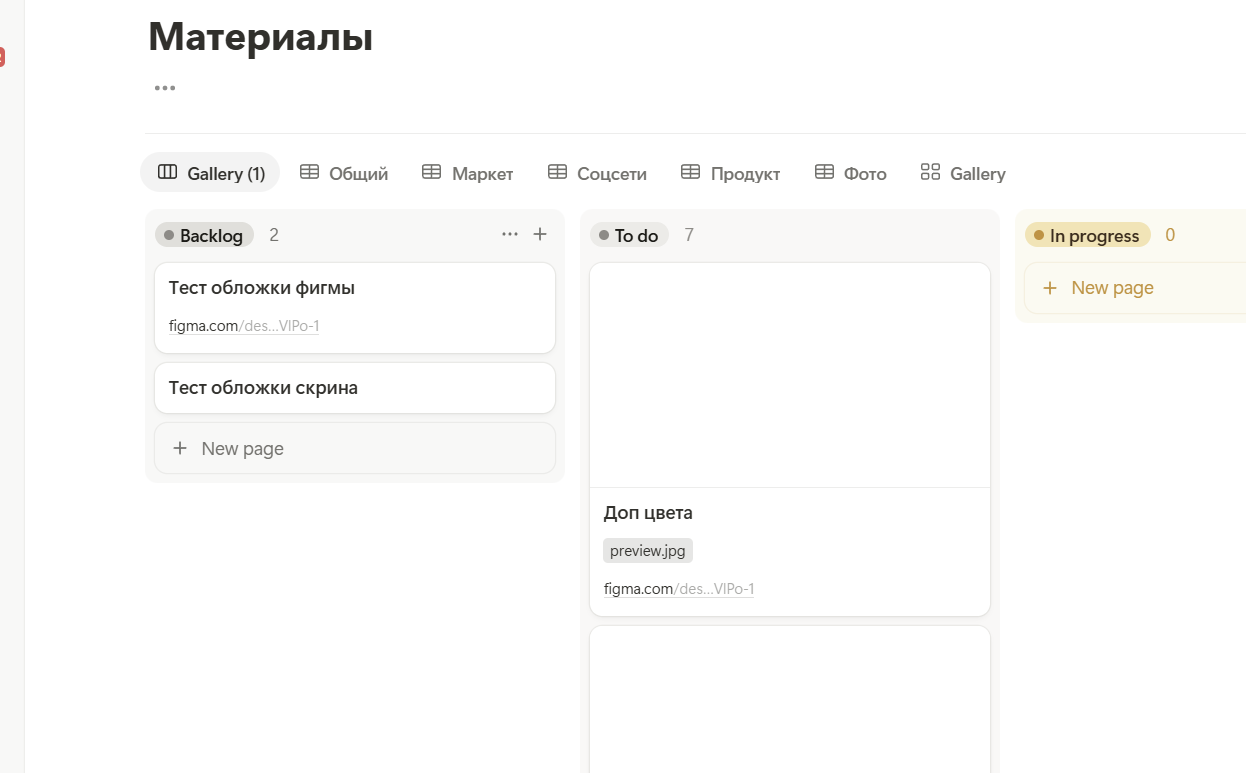 Материалы
Gallery (1)
Общий
Маркет
Соцсети
Продукт
Фото
Gallery
Backlog 2
Тест обложки фигмы
figma.com/des...VlPo-1
Тест обложки скрина
New page
To do 7
Доп цвета
preview.jpg
figma.com/des...VlPo-1
In progress 0
New page